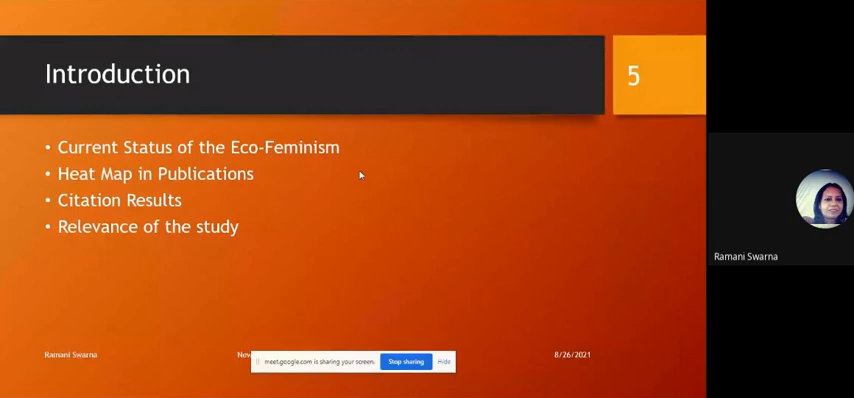 Introduction
5
• Current Status of the Eco-Feminism
• Heat Map in Publications
• Citation Results
• Relevance of the study
Ramani Swarna
Ramani Swarna
meet.google.com is sharing your screen.
Stop sharing
Hide
8/26/2021